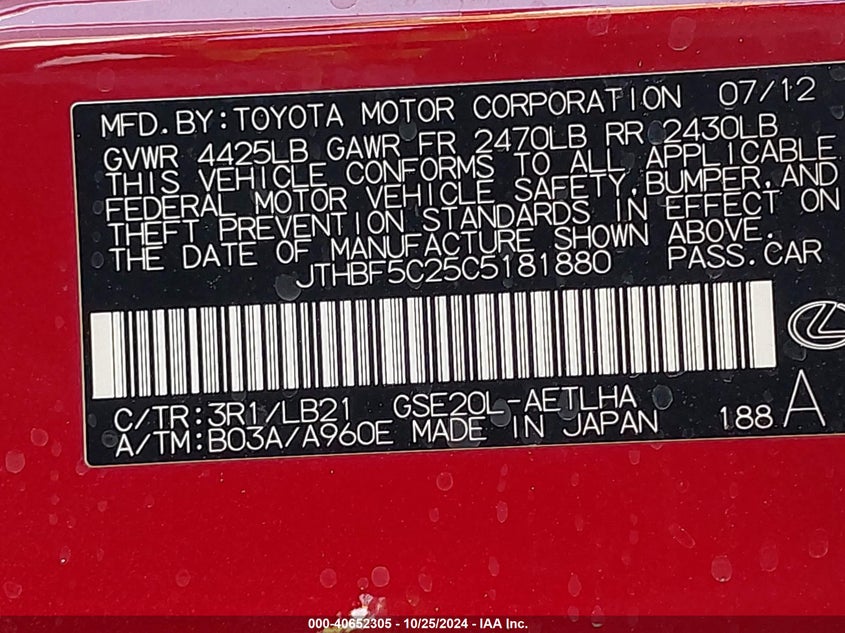 MFD.BY:TOYOTA MOTOR CORPORATION 07/12
GVWR 4425LB GAWR FR 2470LB RR 2430LB
THIS VEHICLE CONFORMS TO ALL APPLICABLE
FEDERAL MOTOR VEHICLE SAFETY,BUMPER,AND
THEFT PREVENTION STANDARDS IN EFFECT ON
THE DATE OF MANUFACTURE SHOWN ABOVE.
JTHBF5C25C5181880 PASS.CAR
C/TR:3R1/LB21 GSE20L-AETLHA
A/TM:B03A/A960E MADE IN JAPAN 188 A
000-40652305 - 10/25/2024 - IAA Inc.